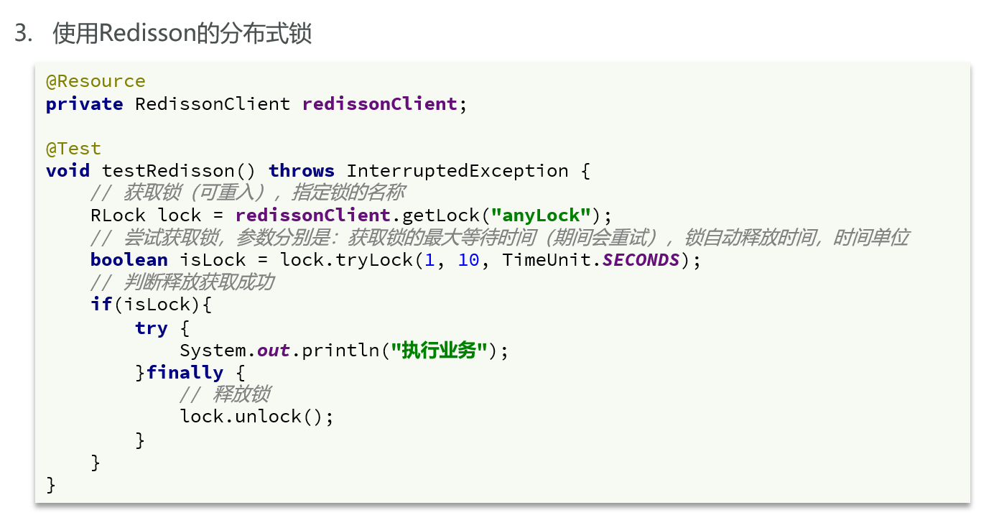 3. 使用Redisson的分布式锁
@Resource
private RedissonClient redissonClient;
@Test
void testRedisson() throws InterruptedException {
// 获取锁（可重入），指定锁的名称
RLock lock = redissonClient.getLock("anyLock");
// 尝试获取锁，参数分别是：获取锁的最大等待时间（期间会重试），锁自动释放时间，时间单位
boolean isLock = lock.tryLock(1, 10, TimeUnit.SECONDS);
// 判断释放获取成功
if(isLock){
try {
System.out.println("执行业务");
}finally {
// 释放锁
lock.unlock();
}
}
}